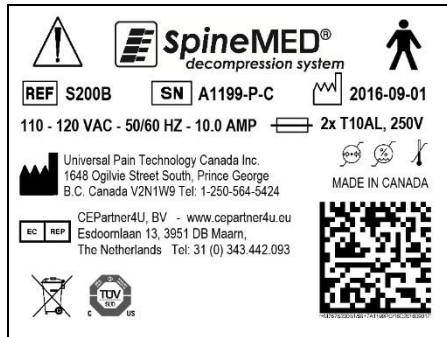 SpineMED®
decompression system
REF S200B SN A1199-P-C 2016-09-01
110 - 120 VAC - 50/60 HZ - 10.0 AMP 2x T10AL, 250V
Universal Pain Technology Canada Inc.
1648 Ogilvie Street South, Prince George
B.C. Canada V2N1W9 Tel: 1-250-564-5424
MADE IN CANADA
EC REP
CEPartner4U, BV - www.cepartner4u.eu
Esdoornlaan 13, 3951 DB Maarn,
The Netherlands Tel: 31 (0) 343.442.093
TÜV
SUD
C US